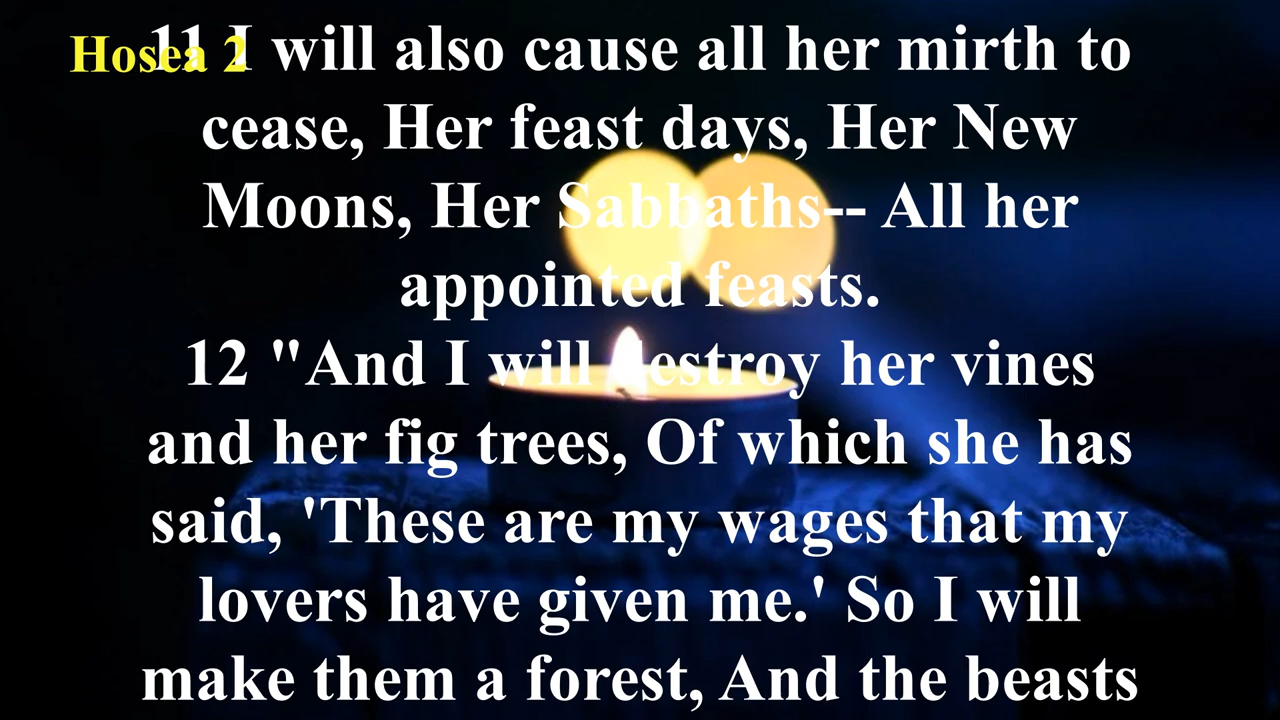 Hosea 2
11 I will also cause all her mirth to
cease, Her feast days, Her New
Moons, Her Sabbaths-- All her
appointed feasts.
12 "And I will destroy her vines
and her fig trees, Of which she has
said, 'These are my wages that my
lovers have given me.' So I will
make them a forest, And the beasts